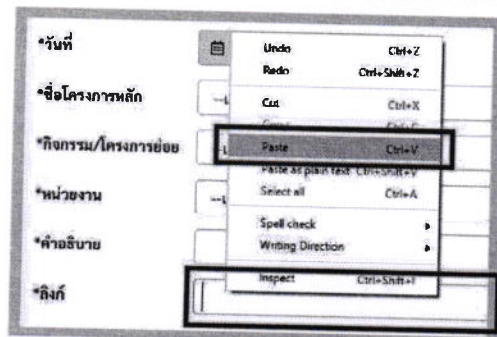 *วันที่
Undo Ctrl+Z
Redo Ctrl+Shift+Z
*ชื่อโครงการหลัก
Cut Ctrl+X
Copy Ctrl+C
*กิจกรรม/โครงการย่อย
Paste Ctrl+V
Paste as plain text Ctrl+Shift+V
*หน่วยงาน
Select all Ctrl+A
Spell check
*คำอธิบาย
Writing Direction
Inspect Ctrl+Shift+I
*ลิงก์